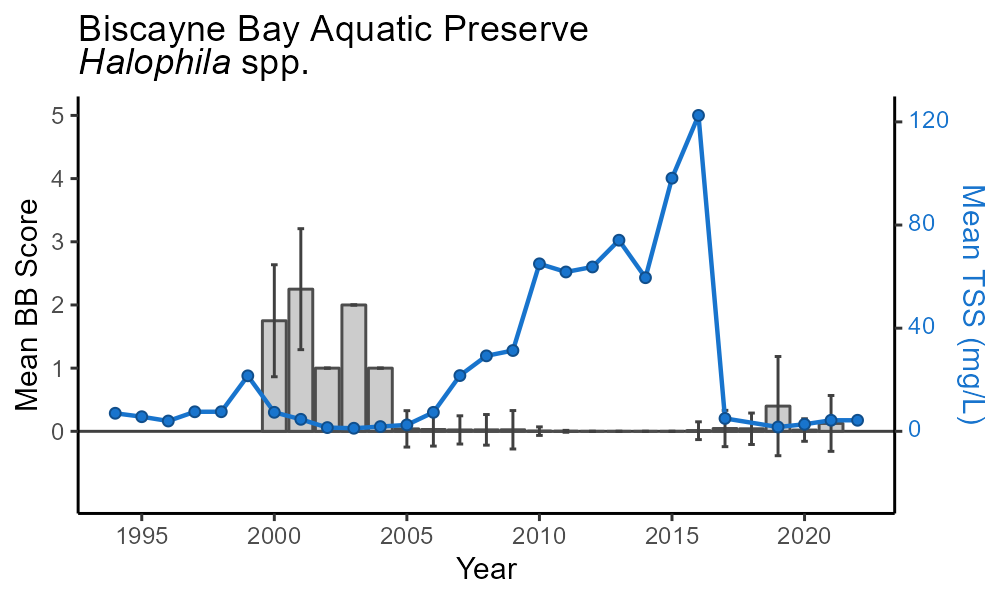 Biscayne Bay Aquatic Preserve
Halophila spp.
Mean BB Score
5
4
3
2
1
0
120
80
40
0
Mean TSS (mg/L)
1995 2000 2005 2010 2015 2020
Year